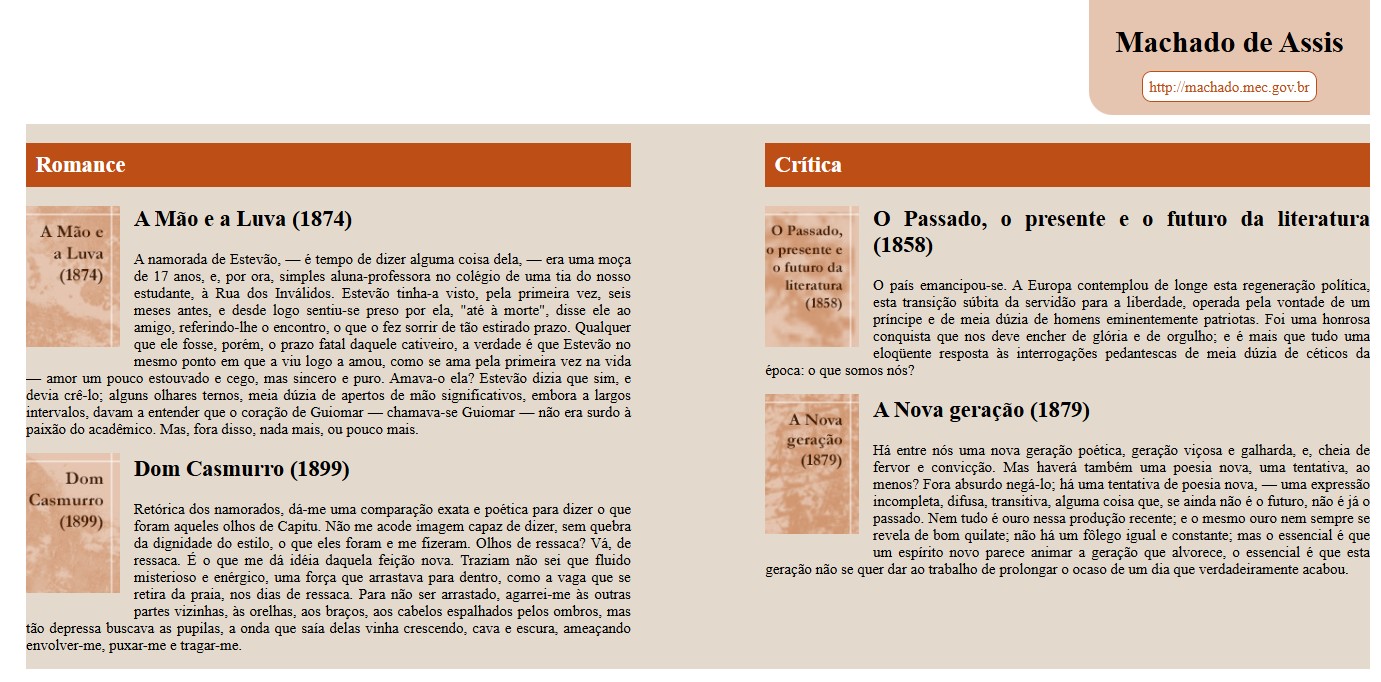 Machado de Assis
http://machado.mec.gov.br
Romance
A Mão e
a Luva
(1874)
A Mão e a Luva (1874)
A namorada de Estevão, — é tempo de dizer alguma coisa dela, — era uma moça
de 17 anos, e, por ora, simples aluna-professora no colégio de uma tia do nosso
estudante, à Rua dos Inválidos. Estevão tinha-a visto, pela primeira vez, seis
meses antes, e desde logo sentiu-se preso por ela, "até à morte", disse ele ao
amigo, referindo-lhe o encontro, o que o fez sorrir de tão estirado prazo. Qualquer
que ele fosse, porém, o prazo fatal daquele cativeiro, a verdade é que Estevão no
mesmo ponto em que a viu logo a amou, como se ama pela primeira vez na vida
— amor um pouco estouvado e cego, mas sincero e puro. Amava-o ela? Estevão dizia que sim, e
devia crê-lo; alguns olhares ternos, meia dúzia de apertos de mão significativos, embora a largos
intervalos, davam a entender que o coração de Guiomar — chamava-se Guiomar — não era surdo à
paixão do acadêmico. Mas, fora disso, nada mais, ou pouco mais.
Dom
Casmurro
(1899)
Dom Casmurro (1899)
Retórica dos namorados, dá-me uma comparação exata e poética para dizer o que
foram aqueles olhos de Capitu. Não me acode imagem capaz de dizer, sem quebra
da dignidade do estilo, o que eles foram e me fizeram. Olhos de ressaca? Vá, de
ressaca. É o que me dá idéia daquela feição nova. Traziam não sei que fluido
misterioso e enérgico, uma força que arrastava para dentro, como a vaga que se
retira da praia, nos dias de ressaca. Para não ser arrastado, agarrei-me às outras
partes vizinhas, às orelhas, aos braços, aos cabelos espalhados pelos ombros, mas
tão depressa buscava as pupilas, a onda que saía delas vinha crescendo, cava e escura, ameaçando
envolver-me, puxar-me e tragar-me.
Crítica
O Passado,
o presente e
o futuro da
literatura
(1858)
O Passado, o presente e o futuro da literatura
(1858)
O país emancipou-se. A Europa contemplou de longe esta regeneração política,
esta transição súbita da servidão para a liberdade, operada pela vontade de um
príncipe e de meia dúzia de homens eminentemente patriotas. Foi uma honrosa
conquista que nos deve encher de glória e de orgulho; e é mais que tudo uma
eloqüente resposta às interrogações pedantescas de meia dúzia de céticos da
época: o que somos nós?
A Nova
geração
(1879)
A Nova geração (1879)
Há entre nós uma nova geração poética, geração viçosa e galharda, e, cheia de
fervor e convicção. Mas haverá também uma poesia nova, uma tentativa, ao
menos? Fora absurdo negá-lo; há uma tentativa de poesia nova, — uma expressão
incompleta, difusa, transitiva, alguma coisa que, se ainda não é o futuro, não é já o
passado. Nem tudo é ouro nessa produção recente; e o mesmo ouro nem sempre se
revela de bom quilate; não há um fôlego igual e constante; mas o essencial é que
um espírito novo parece animar a geração que alvorece, o essencial é que esta
geração não se quer dar ao trabalho de prolongar o ocaso de um dia que verdadeiramente acabou.